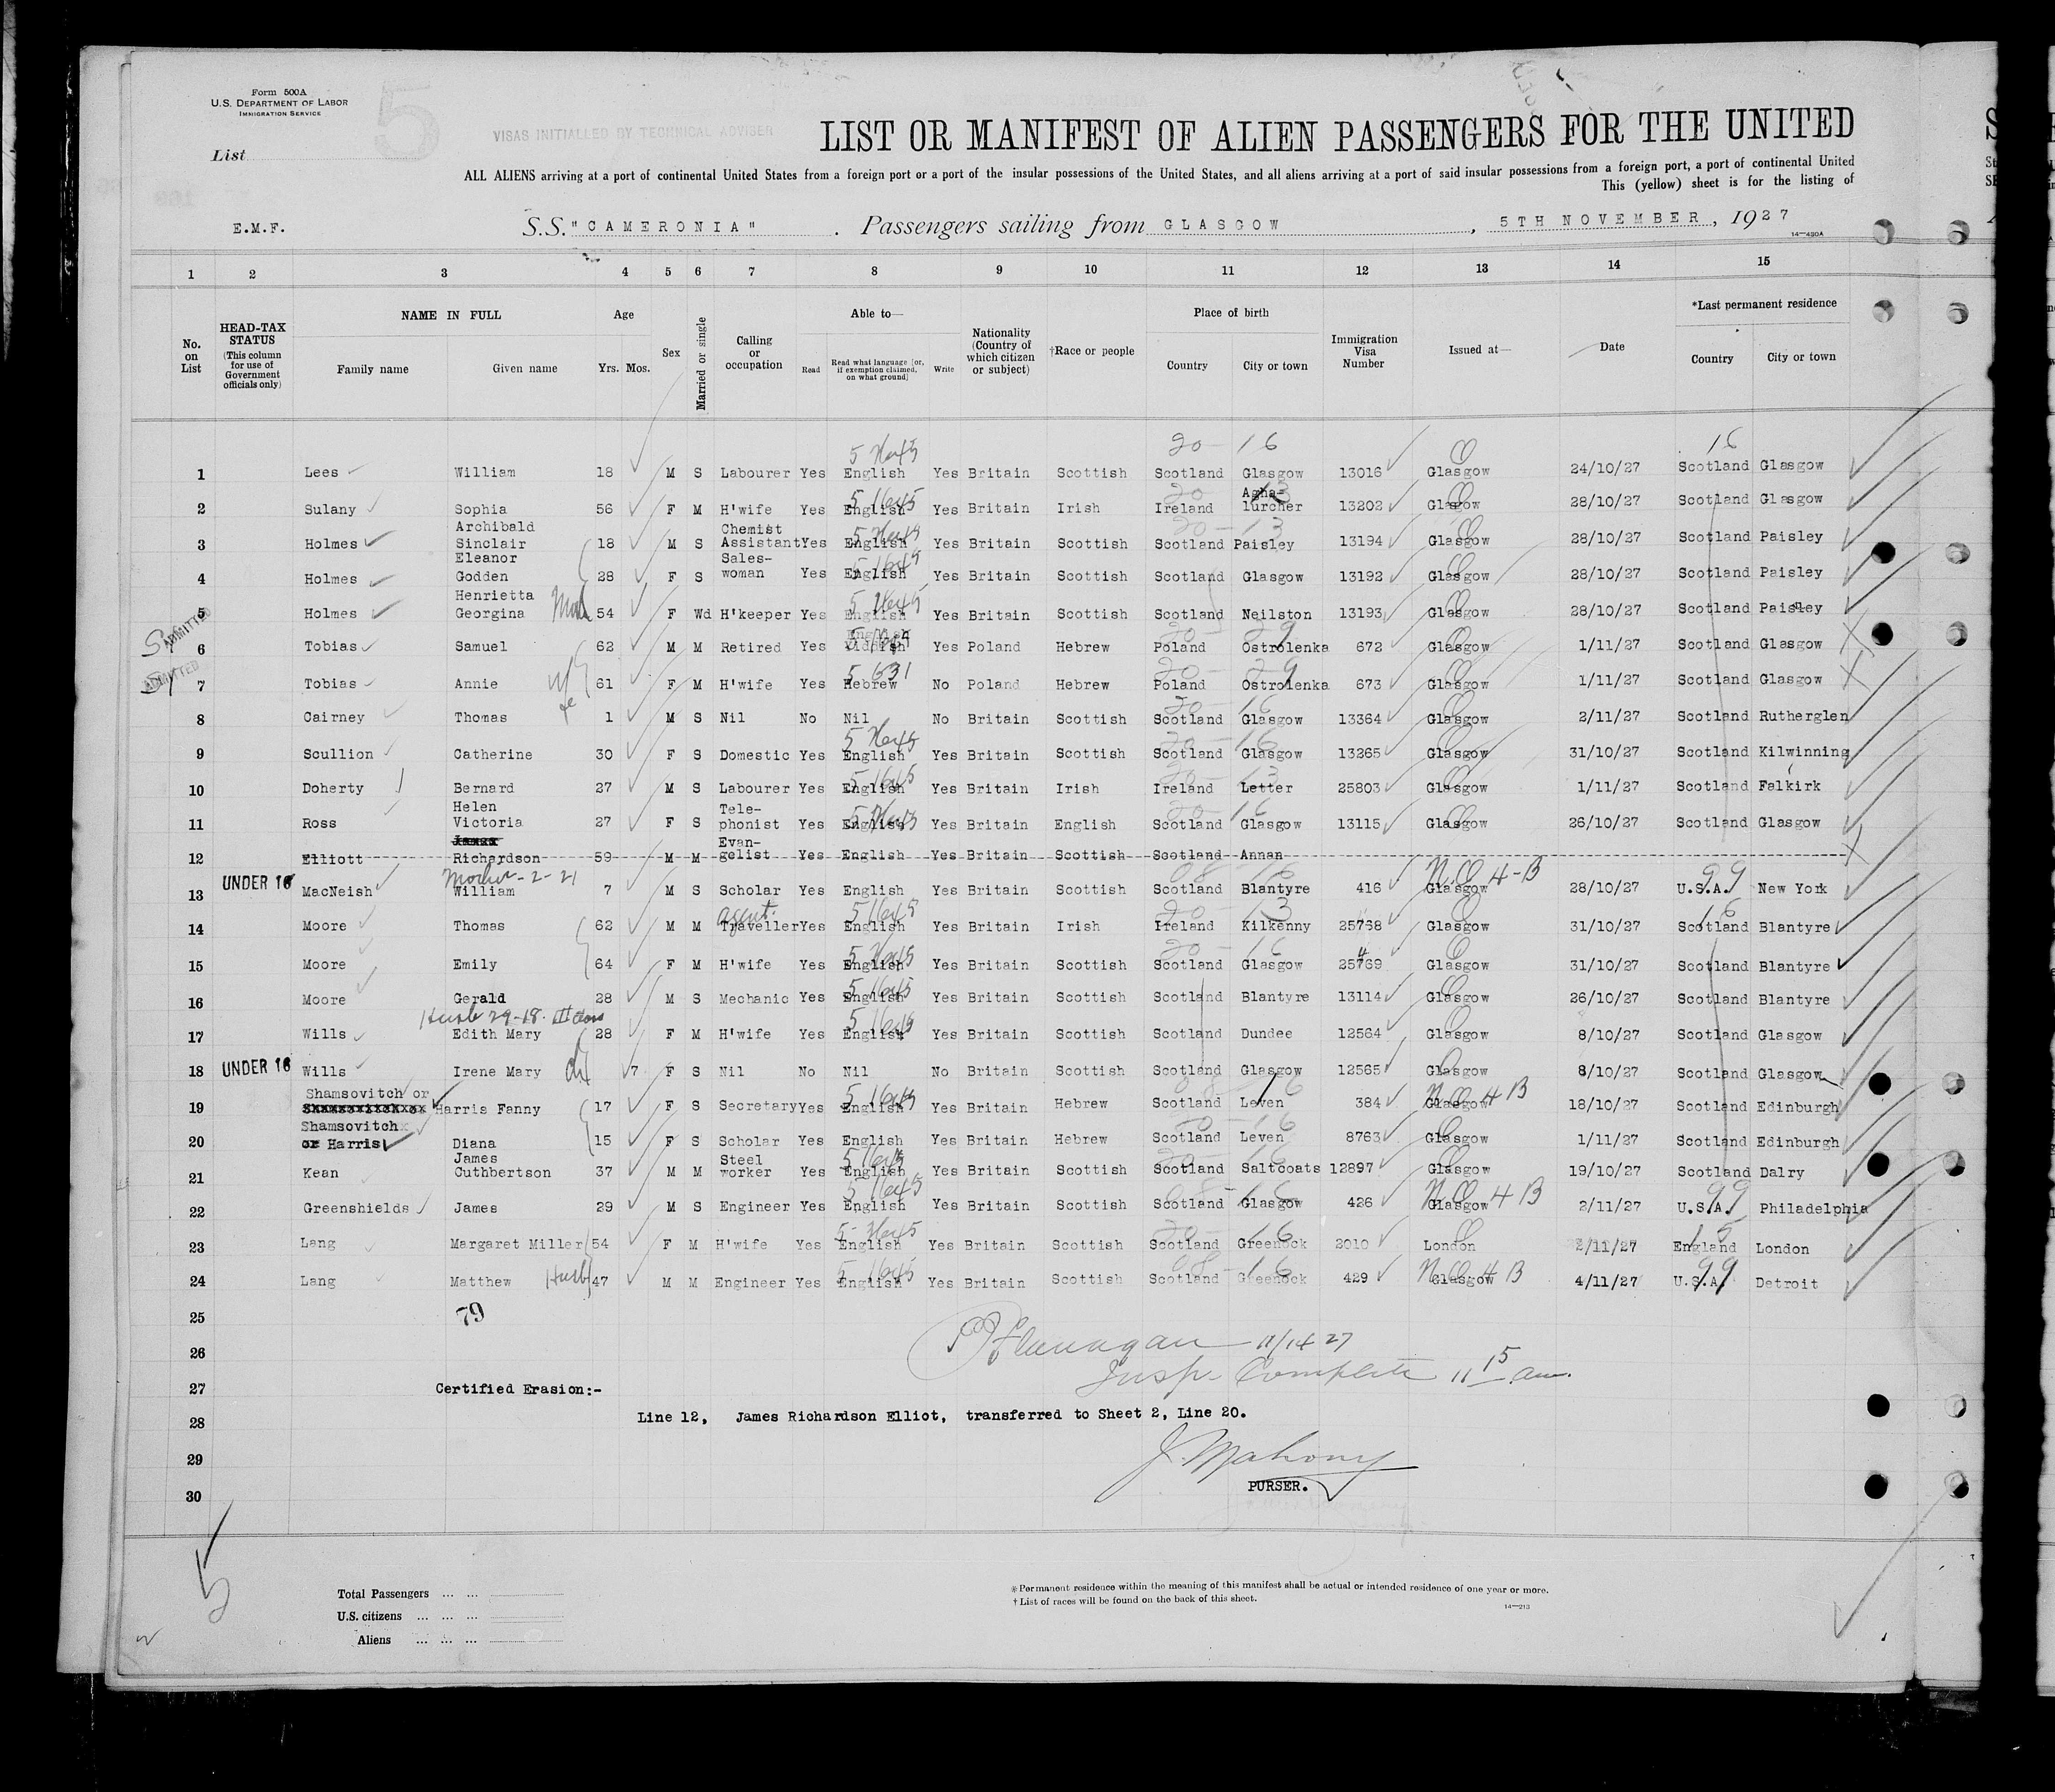 Form 500A
U.S. DEPARTMENT OF LABOR
IMMIGRATION SERVICE
5
VISAS INITIALLED BY TECHNICAL ADVISER
List
LIST OR MANIFEST OF ALIEN PASSENGERS FOR THE UNITED
ALL ALIENS arriving at a port of continental United States from a foreign port or a port of the insular possessions of the United States, and all aliens arriving at a port of said insular possessions from a foreign port, a port of continental United
This (yellow) sheet is for the listing of
E.M.F. S.S. "CAMERONIA" . Passengers sailing from GLASGOW , 5TH NOVEMBER , 1927
14—420A
1 2 3 4 5 6 7 8 9 10 11 12 13 14 15
No. on List
HEAD-TAX STATUS (This column for use of Government officials only)
NAME IN FULL
Family name Given name
Age
Yrs. Mos.
Sex
Married or single
Calling or occupation
Able to—
Read Read what language [or, if exemption claimed, on what ground] Write
Nationality (Country of which citizen or subject)
†Race or people
Place of birth
Country City or town
Immigration Visa Number
Issued at—
Date
*Last permanent residence
Country City or town
20 - 16 16
1 Lees William 18 M S Labourer Yes English Yes Britain Scottish Scotland Glasgow 13016 Glasgow 24/10/27 Scotland Glasgow
2 Sulany Sophia 56 F M H'wife Yes English Yes Britain Irish Ireland Agha-lurcher 13202 Glasgow 28/10/27 Scotland Glasgow
3 Holmes Archibald Sinclair 18 M S Chemist Assistant Yes English Yes Britain Scottish Scotland Paisley 13194 Glasgow 28/10/27 Scotland Paisley
4 Holmes Eleanor Godden 28 F S Sales-woman Yes English Yes Britain Scottish Scotland Glasgow 13192 Glasgow 28/10/27 Scotland Paisley
5 Holmes Henrietta Georgina 54 F Wd H'keeper Yes English Yes Britain Scottish Scotland Neilston 13193 Glasgow 28/10/27 Scotland Paisley
ADMITTED
6 Tobias Samuel 62 M M Retired Yes English Yiddish Yes Poland Hebrew Poland Ostrolenka 672 Glasgow 1/11/27 Scotland Glasgow
ADMITTED
7 Tobias Annie 61 F M H'wife Yes Hebrew No Poland Hebrew Poland Ostrolenka 673 Glasgow 1/11/27 Scotland Glasgow
8 Cairney Thomas 1 M S Nil No Nil No Britain Scottish Scotland Glasgow 13364 Glasgow 2/11/27 Scotland Rutherglen
9 Scullion Catherine 30 F S Domestic Yes English Yes Britain Scottish Scotland Glasgow 13265 Glasgow 31/10/27 Scotland Kilwinning
10 Doherty Bernard 27 M S Labourer Yes English Yes Britain Irish Ireland Letter 25803 Glasgow 1/11/27 Scotland Falkirk
11 Ross Helen Victoria 27 F S Tele-phonist Yes English Yes Britain English Scotland Glasgow 13115 Glasgow 26/10/27 Scotland Glasgow
12 Elliott James Richardson 59 M M Evan-gelist Yes English Yes Britain Scottish Scotland Annan
Mother - 2 - 21 N.Q 4-B 99
13 UNDER 16 MacNeish William 7 M S Scholar Yes English Yes Britain Scottish Scotland Blantyre 416 Glasgow 28/10/27 U.S.A. New York
agent.
14 Moore Thomas 62 M M Traveller Yes English Yes Britain Irish Ireland Kilkenny 25768 Glasgow 31/10/27 Scotland Blantyre
15 Moore Emily 64 F M H'wife Yes English Yes Britain Scottish Scotland Glasgow 25769 Glasgow 31/10/27 Scotland Blantyre
16 Moore Gerald 28 M S Mechanic Yes English Yes Britain Scottish Scotland Blantyre 13114 Glasgow 26/10/27 Scotland Blantyre
17 Wills Edith Mary 28 F M H'wife Yes English Yes Britain Scottish Scotland Dundee 12564 Glasgow 8/10/27 Scotland Glasgow
18 UNDER 16 Wills Irene Mary 7 F S Nil No Nil No Britain Scottish Scotland Glasgow 12565 Glasgow 8/10/27 Scotland Glasgow
19 Shamsovitch or Harris Fanny 17 F S Secretary Yes English Yes Britain Hebrew Scotland Leven 384 Glasgow 18/10/27 Scotland Edinburgh
20 Shamsovitch or Harris Diana 15 F S Scholar Yes English Yes Britain Hebrew Scotland Leven 8763 Glasgow 1/11/27 Scotland Edinburgh
21 Kean James Cuthbertson 37 M M Steel worker Yes English Yes Britain Scottish Scotland Saltcoats 12897 Glasgow 19/10/27 Scotland Dalry
22 Greenshields James 29 M S Engineer Yes English Yes Britain Scottish Scotland Glasgow 426 Glasgow 2/11/27 U.S.A. Philadelphia
23 Lang Margaret Miller 54 F M H'wife Yes English Yes Britain Scottish Scotland Greenock 2010 London 2/11/27 England London
24 Lang Matthew 47 M M Engineer Yes English Yes Britain Scottish Scotland Greenock 429 Glasgow 4/11/27 U.S.A. Detroit
25 79
26 Flanagan 11/14 27
Insp. Complete 11 15 am.
27 Certified Erasion:-
28 Line 12, James Richardson Elliot, transferred to Sheet 2, Line 20.
29 J. Mahony
30 PURSER.
Total Passengers ... ...
U.S. citizens ... ... ...
Aliens ... ... ...
*Permanent residence within the meaning of this manifest shall be actual or intended residence of one year or more.
†List of races will be found on the back of this sheet.
14—213